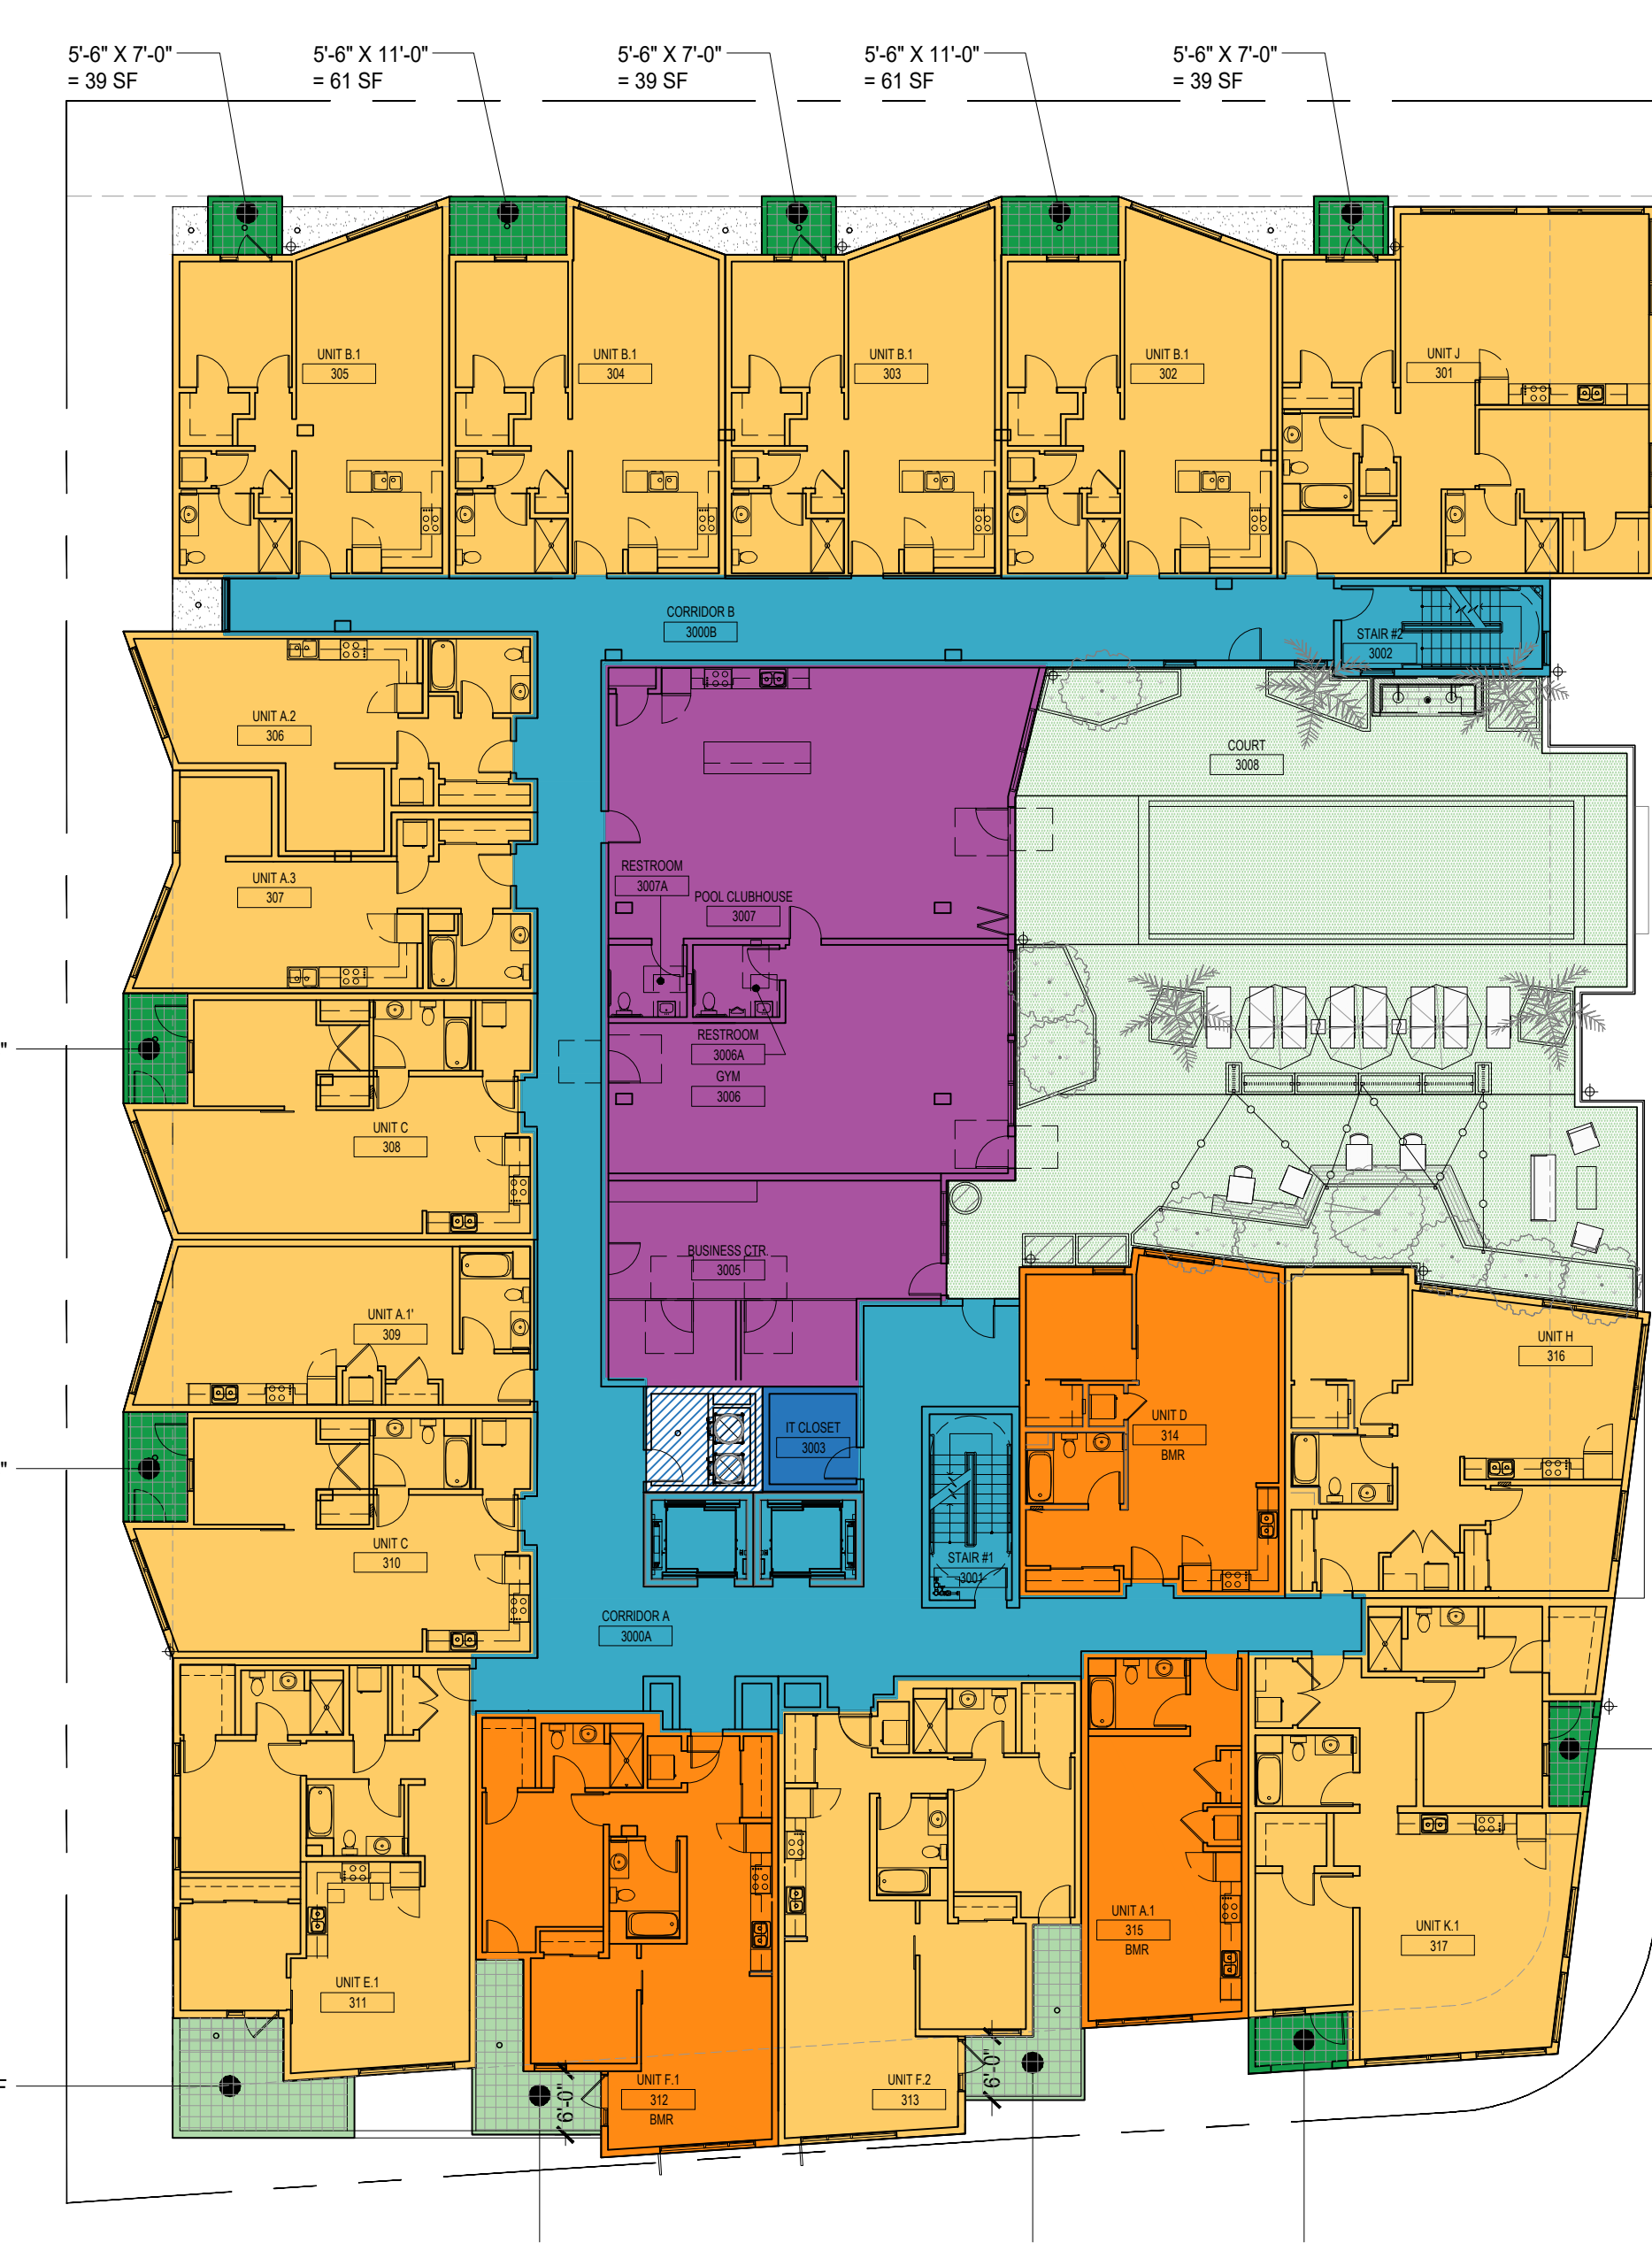 5'-6" X 7'-0"
= 39 SF
5'-6" X 11'-0"
= 61 SF
5'-6" X 7'-0"
= 39 SF
5'-6" X 11'-0"
= 61 SF
5'-6" X 7'-0"
= 39 SF
UNIT B.1
305
UNIT B.1
304
UNIT B.1
303
UNIT B.1
302
UNIT J
301
CORRIDOR B
3000B
STAIR #2
3002
UNIT A.2
306
COURT
3008
RESTROOM
3007A
POOL CLUBHOUSE
3007
UNIT A.3
307
"
RESTROOM
3006A
GYM
3006
UNIT C
308
BUSINESS CTR.
3005
UNIT A.1'
309
UNIT H
316
UNIT D
314
BMR
IT CLOSET
3003
"
UNIT C
310
STAIR #1
3001
CORRIDOR A
3000A
UNIT A.1
315
BMR
UNIT K.1
317
UNIT E.1
311
F
6'-0"
UNIT F.1
312
BMR
UNIT F.2
313
6'-0"